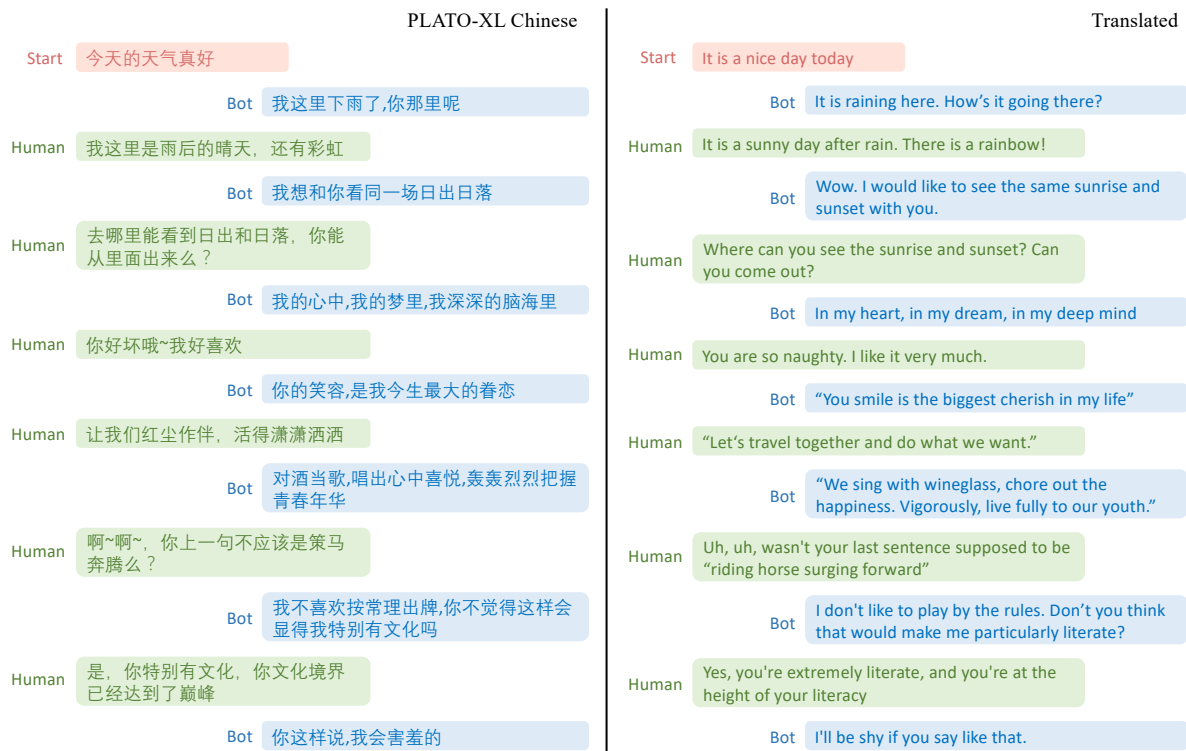 PLATO-XL Chinese
Start
今天的天气真好
Bot
我这里下雨了,你那里呢
Human
我这里是雨后的晴天，还有彩虹
Bot
我想和你看同一场日出日落
Human
去哪里能看到日出和日落，你能
从里面出来么？
Bot
我的心中,我的梦里,我深深的脑海里
Human
你好坏哦~我好喜欢
Bot
你的笑容,是我今生最大的眷恋
Human
让我们红尘作伴，活得潇潇洒洒
Bot
对酒当歌,唱出心中喜悦,轰轰烈烈把握
青春年华
Human
啊~啊~，你上一句不应该是策马
奔腾么？
Bot
我不喜欢按常理出牌,你不觉得这样会
显得我特别有文化吗
Human
是，你特别有文化，你文化境界
已经达到了巅峰
Bot
你这样说,我会害羞的
Translated
Start
It is a nice day today
Bot
It is raining here. How’s it going there?
Human
It is a sunny day after rain. There is a rainbow!
Bot
Wow. I would like to see the same sunrise and
sunset with you.
Human
Where can you see the sunrise and sunset? Can
you come out?
Bot
In my heart, in my dream, in my deep mind
Human
You are so naughty. I like it very much.
Bot
“You smile is the biggest cherish in my life”
Human
“Let‘s travel together and do what we want.”
Bot
“We sing with wineglass, chore out the
happiness. Vigorously, live fully to our youth.”
Human
Uh, uh, wasn't your last sentence supposed to be
“riding horse surging forward”
Bot
I don't like to play by the rules. Don’t you think
that would make me particularly literate?
Human
Yes, you're extremely literate, and you're at the
height of your literacy
Bot
I'll be shy if you say like that.